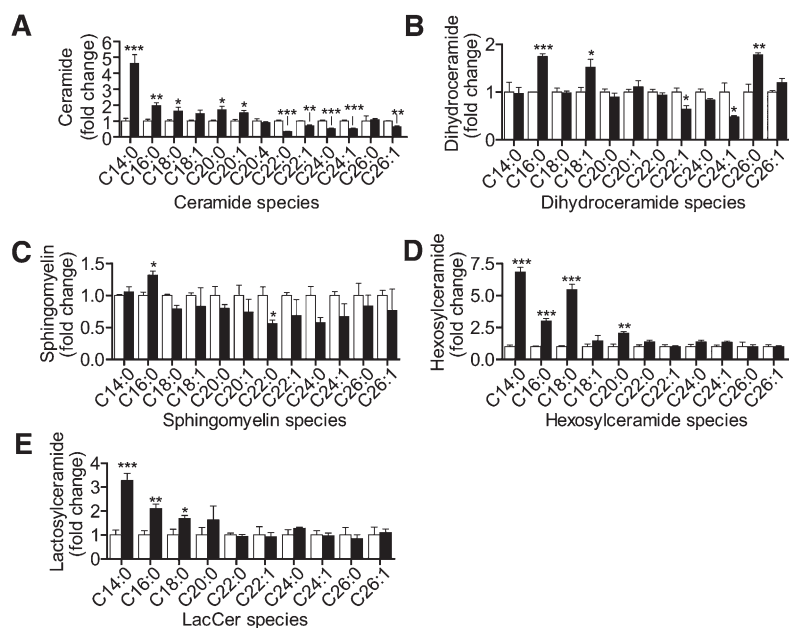 A
Ceramide
(fold change)
6
5
4
3
2
1
0
***
**
*
*
*
***
**
***
***
**
C14:0
C16:0
C18:0
C18:1
C20:0
C20:1
C20:4
C22:0
C22:1
C24:0
C24:1
C26:0
C26:1
Ceramide species
B
Dihydroceramide
(fold change)
2
1
0
***
*
*
*
**
C14:0
C16:0
C18:0
C18:1
C20:0
C20:1
C22:0
C22:1
C24:0
C24:1
C26:0
C26:1
Dihydroceramide species
C
Sphingomyelin
(fold change)
1.5
1.0
0.5
0.0
*
*
C14:0
C16:0
C18:0
C18:1
C20:0
C20:1
C22:0
C22:1
C24:0
C24:1
C26:0
C26:1
Sphingomyelin species
D
Hexosylceramide
(fold change)
7.5
5.0
2.5
0.0
***
***
***
**
C14:0
C16:0
C18:0
C18:1
C20:0
C22:0
C22:1
C24:0
C24:1
C26:0
C26:1
Hexosylceramide species
E
Lactosylceramide
(fold change)
4
3
2
1
0
***
**
*
C14:0
C16:0
C18:0
C20:0
C22:0
C22:1
C24:0
C24:1
C26:0
C26:1
LacCer species